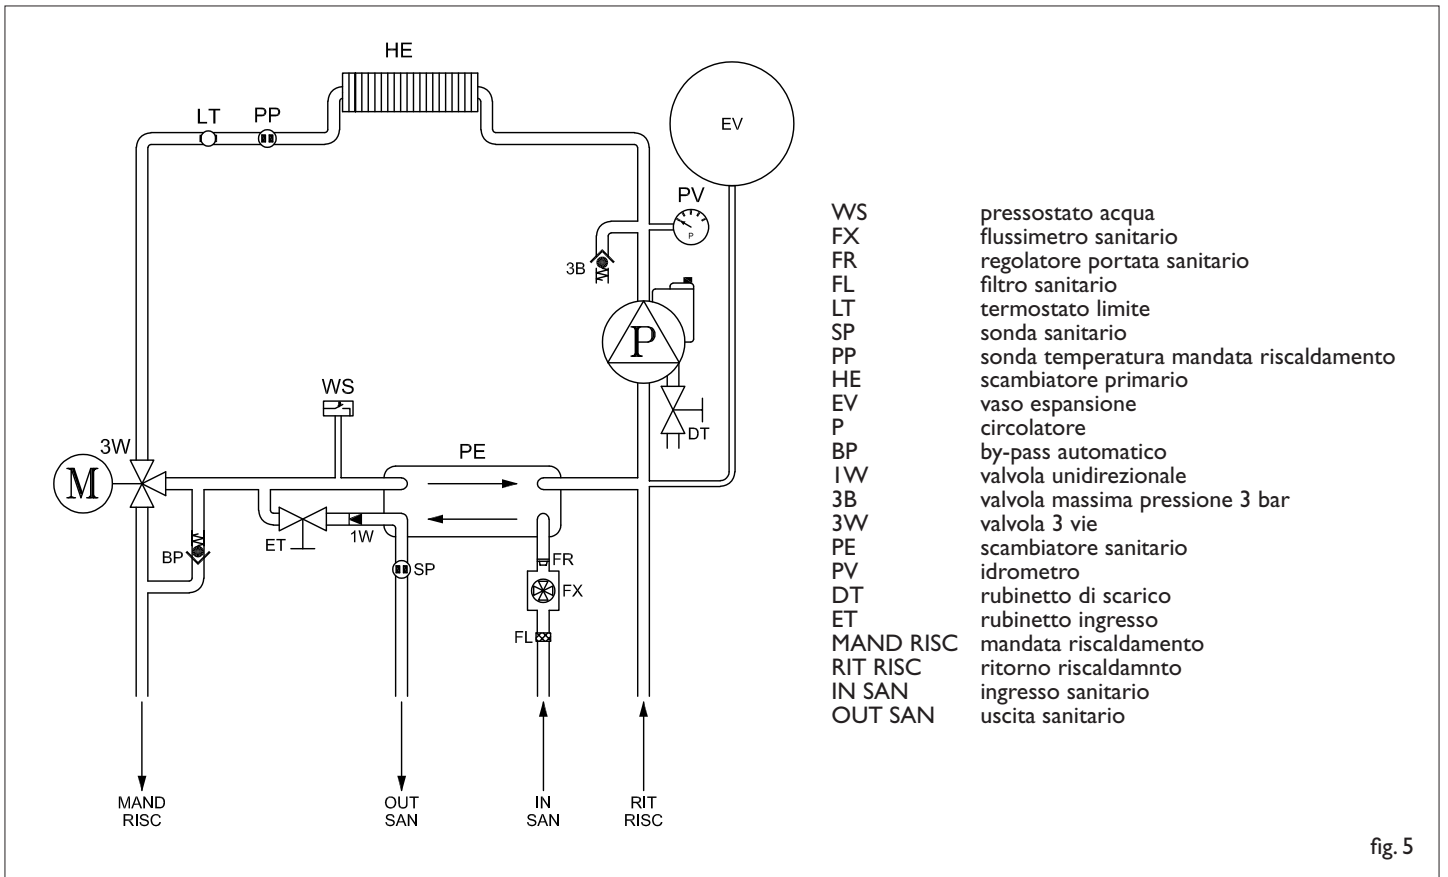 HE
LT PP
EV
PV
P
3B
P
WS
DT
3W
PE
M
ET
1W
BP
SP
FR
FX
FL
MAND
RISC
OUT
SAN
IN
SAN
RIT
RISC
WS pressostato acqua
FX flussimetro sanitario
FR regolatore portata sanitario
FL filtro sanitario
LT termostato limite
SP sonda sanitario
PP sonda temperatura mandata riscaldamento
HE scambiatore primario
EV vaso espansione
P circolatore
BP by-pass automatico
1W valvola unidirezionale
3B valvola massima pressione 3 bar
3W valvola 3 vie
PE scambiatore sanitario
PV idrometro
DT rubinetto di scarico
ET rubinetto ingresso
MAND RISC mandata riscaldamento
RIT RISC ritorno riscaldamnto
IN SAN ingresso sanitario
OUT SAN uscita sanitario
fig. 5